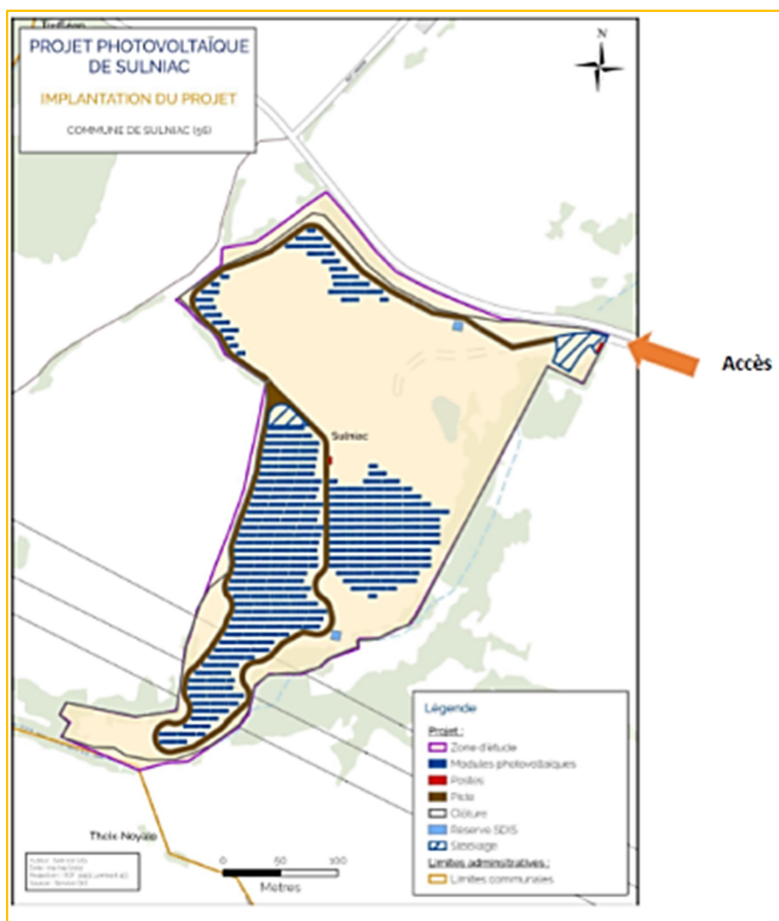 PROJET PHOTOVOLTAÏQUE
DE SULNIAC
IMPLANTATION DU PROJET
COMMUNE DE SULNIAC (56)
N
Accès
Sulniac
Légende
Projet :
Zone d'étude
Modules photovoltaïques
Postes
Piste
Clôture
Réserve SDIS
Stockage
Limites administratives :
Limites communales
Theix Noyalo
0 50 100
Mètres